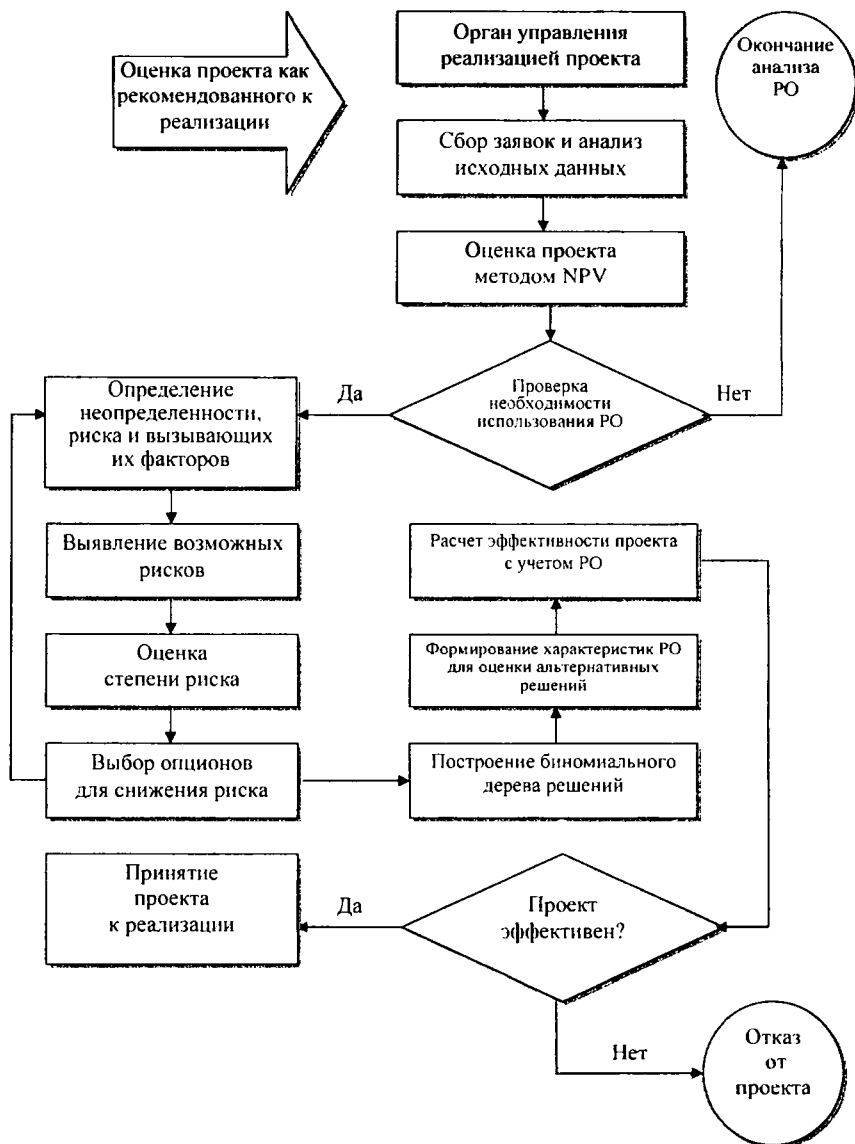 Оценка проекта как
рекомендованного к
реализации
Орган управления
реализацией проекта
Окончание
анализа
РО
Сбор заявок и анализ
исходных данных
Оценка проекта
методом NPV
Проверка
необходимости
использования РО
Да
Нет
Определение
неопределенности,
риска и вызывающих
их факторов
Выявление возможных
рисков
Оценка
степени риска
Выбор опционов
для снижения риска
Построение биномиального
дерева решений
Формирование характеристик РО
для оценки альтернативных
решений
Расчет эффективности проекта
с учетом РО
Проект
эффективен?
Да
Принятие
проекта
к реализации
Нет
Отказ
от
проекта